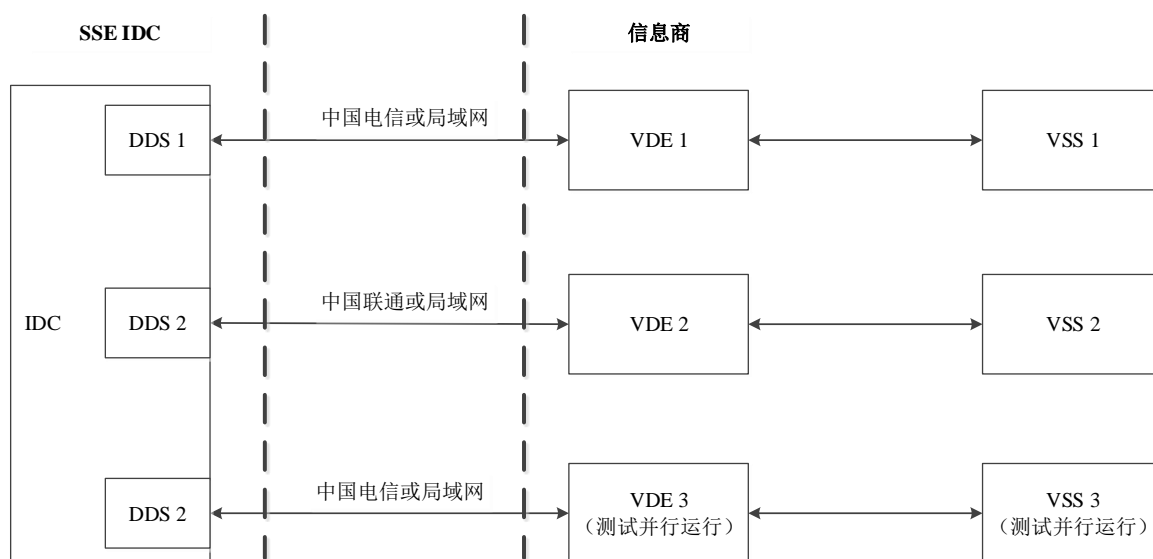 SSE IDC
信息商
DDS 1
中国电信或局域网
VDE 1
VSS 1
IDC
DDS 2
中国联通或局域网
VDE 2
VSS 2
DDS 2
中国电信或局域网
VDE 3
（测试并行运行）
VSS 3
（测试并行运行）